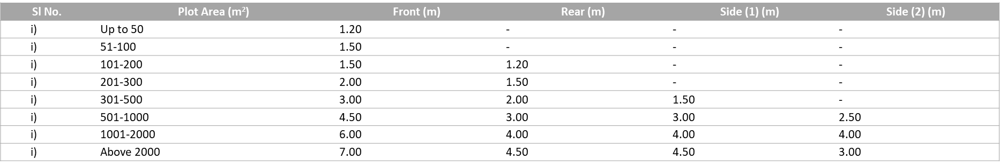 Sl No. Plot Area (m²) Front (m) Rear (m) Side (1) (m) Side (2) (m)
i) Up to 50 1.20 - - -
i) 51-100 1.50 - - -
i) 101-200 1.50 1.20 - -
i) 201-300 2.00 1.50 - -
i) 301-500 3.00 2.00 1.50 -
i) 501-1000 4.50 3.00 3.00 2.50
i) 1001-2000 6.00 4.00 4.00 4.00
i) Above 2000 7.00 4.50 4.50 3.00